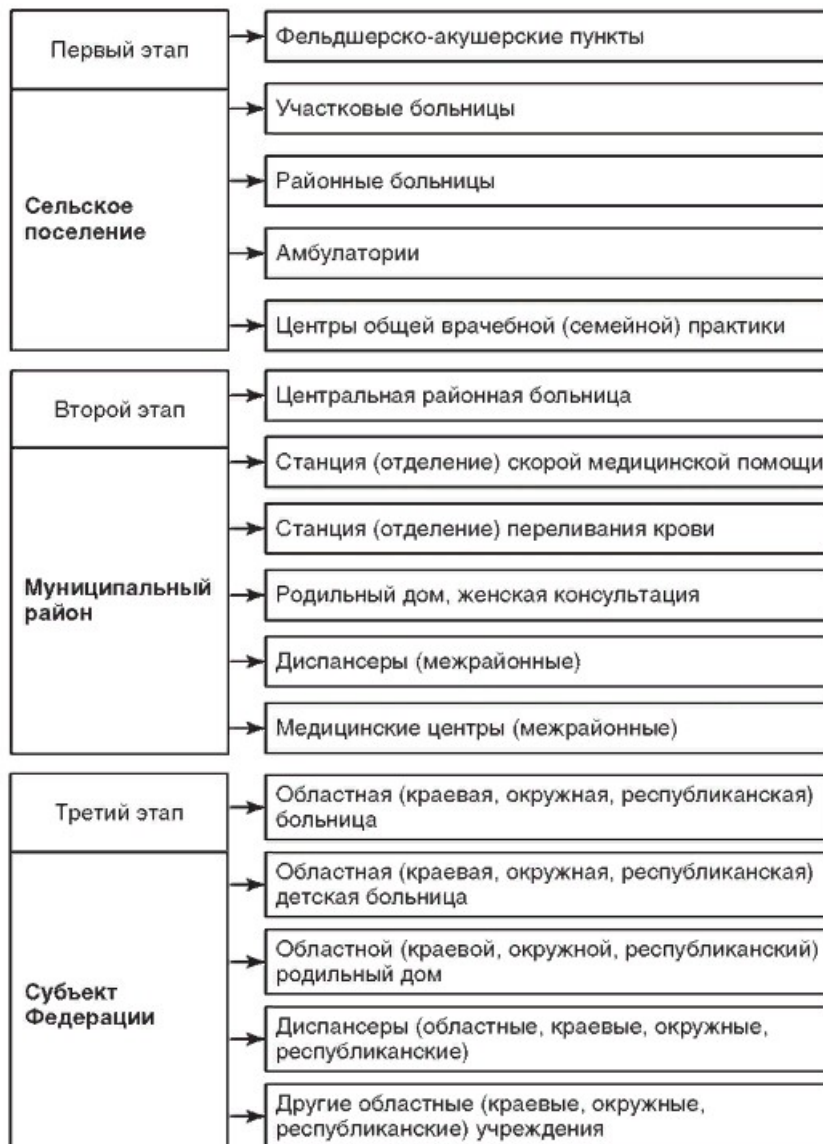 Первый этап
Фельдшерско-акушерские пункты
Сельское
поселение
Участковые больницы
Районные больницы
Амбулатории
Центры общей врачебной (семейной) практики
Второй этап
Центральная районная больница
Муниципальный
район
Станция (отделение) скорой медицинской помощи
Станция (отделение) переливания крови
Родильный дом, женская консультация
Диспансеры (межрайонные)
Медицинские центры (межрайонные)
Третий этап
Областная (краевая, окружная, республиканская)
больница
Субъект
Федерации
Областная (краевая, окружная, республиканская)
детская больница
Областной (краевой, окружной, республиканский)
родильный дом
Диспансеры (областные, краевые, окружные,
республиканские)
Другие областные (краевые, окружные,
республиканские) учреждения